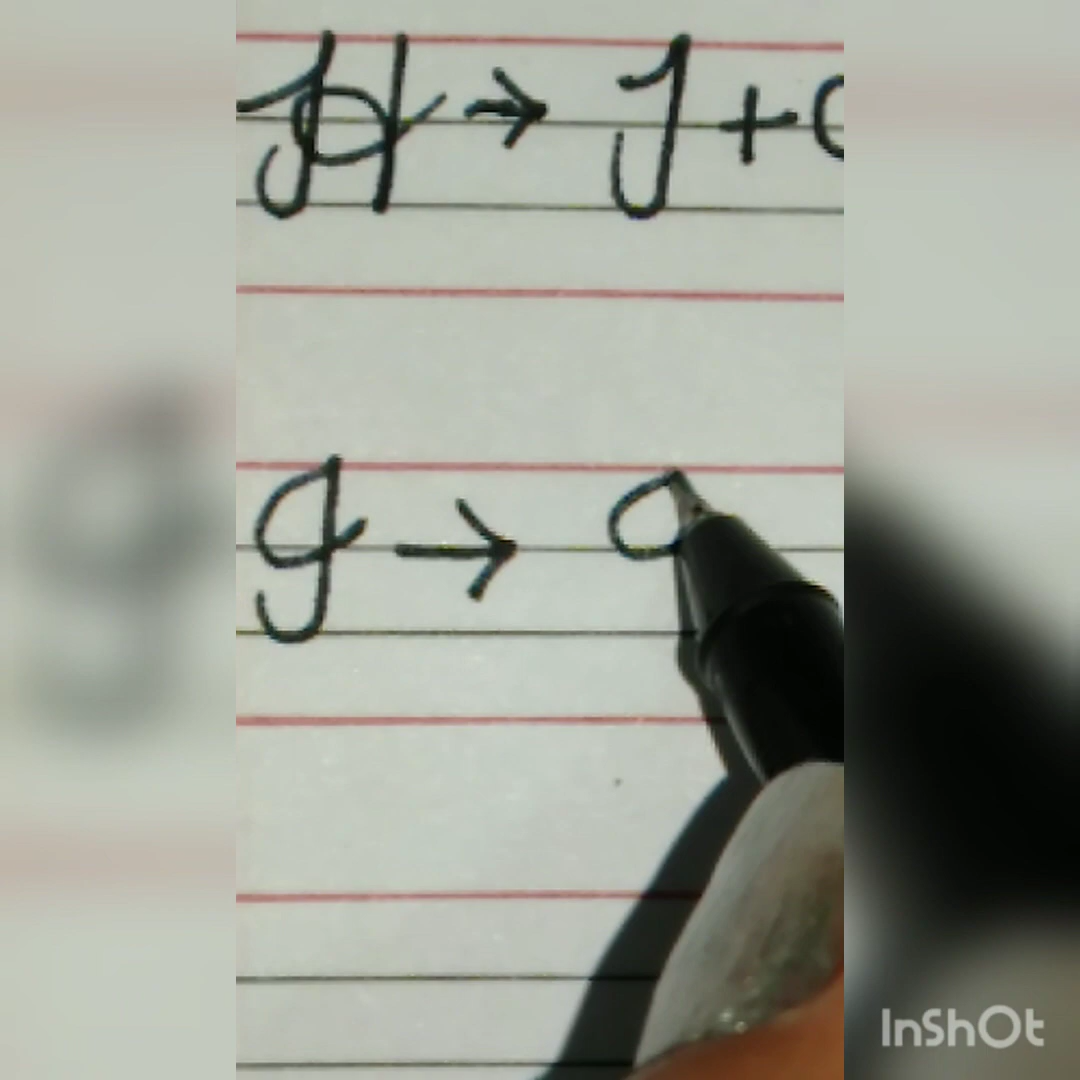 H → J + C
g → c
InShOt